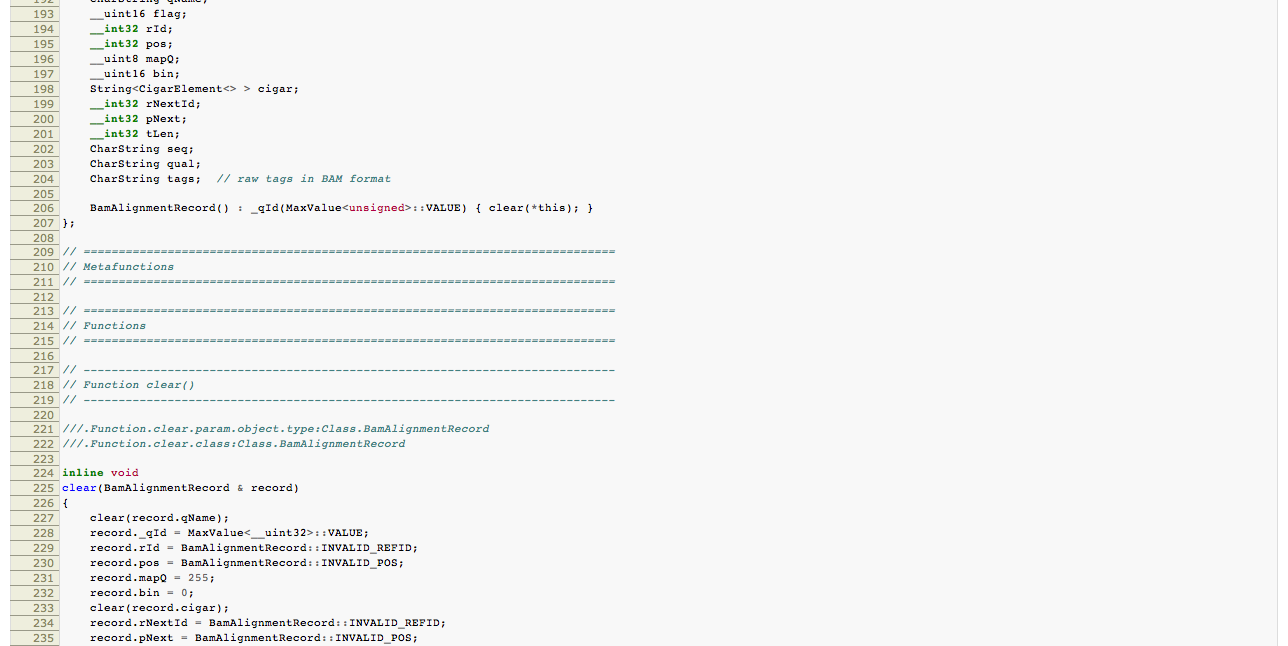 192     CharString qName;
193     __uint16 flag;
194     __int32 rId;
195     __int32 pos;
196     __uint8 mapQ;
197     __uint16 bin;
198     String<CigarElement<> > cigar;
199     __int32 rNextId;
200     __int32 pNext;
201     __int32 tLen;
202     CharString seq;
203     CharString qual;
204     CharString tags;  // raw tags in BAM format
205
206     BamAlignmentRecord() : _qId(MaxValue<unsigned>::VALUE) { clear(*this); }
207 };
208
209 // ============================================================================
210 // Metafunctions
211 // ============================================================================
212
213 // ============================================================================
214 // Functions
215 // ============================================================================
216
217 // ----------------------------------------------------------------------------
218 // Function clear()
219 // ----------------------------------------------------------------------------
220
221 ///.Function.clear.param.object.type:Class.BamAlignmentRecord
222 ///.Function.clear.class:Class.BamAlignmentRecord
223
224 inline void
225 clear(BamAlignmentRecord & record)
226 {
227     clear(record.qName);
228     record._qId = MaxValue<__uint32>::VALUE;
229     record.rId = BamAlignmentRecord::INVALID_REFID;
230     record.pos = BamAlignmentRecord::INVALID_POS;
231     record.mapQ = 255;
232     record.bin = 0;
233     clear(record.cigar);
234     record.rNextId = BamAlignmentRecord::INVALID_REFID;
235     record.pNext = BamAlignmentRecord::INVALID_POS;